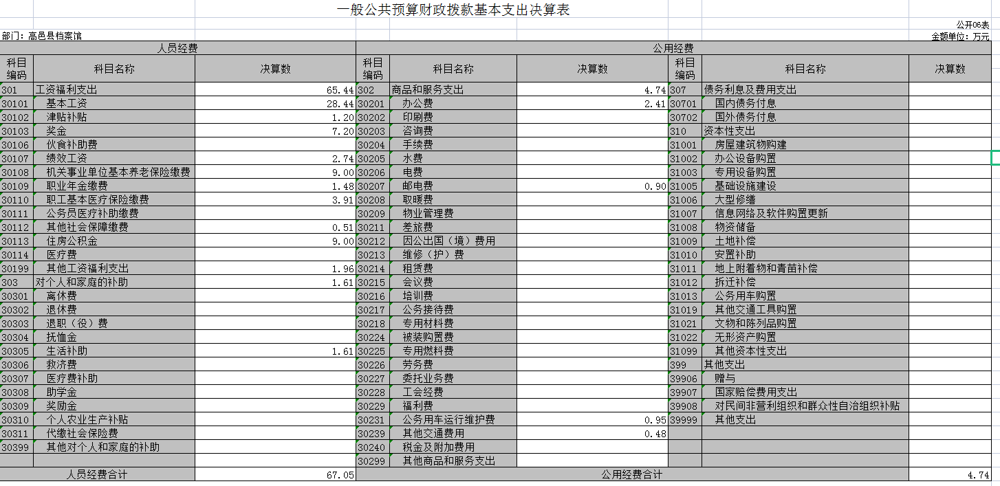 一般公共预算财政拨款基本支出决算表
公开06表
部门：高邑县档案馆 金额单位：万元
人员经费 公用经费
科目编码 科目名称 决算数 科目编码 科目名称 决算数 科目编码 科目名称 决算数
301 工资福利支出 65.44 302 商品和服务支出 4.74 307 债务利息及费用支出
30101 基本工资 28.44 30201 办公费 2.41 30701 国内债务付息
30102 津贴补贴 1.20 30202 印刷费 30702 国外债务付息
30103 奖金 7.20 30203 咨询费 310 资本性支出
30106 伙食补助费 30204 手续费 31001 房屋建筑物购建
30107 绩效工资 2.74 30205 水费 31002 办公设备购置
30108 机关事业单位基本养老保险缴费 9.00 30206 电费 31003 专用设备购置
30109 职业年金缴费 1.48 30207 邮电费 0.90 31005 基础设施建设
30110 职工基本医疗保险缴费 3.91 30208 取暖费 31006 大型修缮
30111 公务员医疗补助缴费 30209 物业管理费 31007 信息网络及软件购置更新
30112 其他社会保障缴费 0.51 30211 差旅费 31008 物资储备
30113 住房公积金 9.00 30212 因公出国（境）费用 31009 土地补偿
30114 医疗费 30213 维修（护）费 31010 安置补助
30199 其他工资福利支出 1.96 30214 租赁费 31011 地上附着物和青苗补偿
303 对个人和家庭的补助 1.61 30215 会议费 31012 拆迁补偿
30301 离休费 30216 培训费 31013 公务用车购置
30302 退休费 30217 公务接待费 31019 其他交通工具购置
30303 退职（役）费 30218 专用材料费 31021 文物和陈列品购置
30304 抚恤金 30224 被装购置费 31022 无形资产购置
30305 生活补助 1.61 30225 专用燃料费 31099 其他资本性支出
30306 救济费 30226 劳务费 399 其他支出
30307 医疗费补助 30227 委托业务费 39906 赠与
30308 助学金 30228 工会经费 39907 国家赔偿费用支出
30309 奖励金 30229 福利费 39908 对民间非营利组织和群众性自治组织补贴
30310 个人农业生产补贴 30231 公务用车运行维护费 0.95 39999 其他支出
30311 代缴社会保险费 30239 其他交通费用 0.48
30399 其他对个人和家庭的补助 30240 税金及附加费用
30299 其他商品和服务支出
人员经费合计 67.05 公用经费合计 4.74